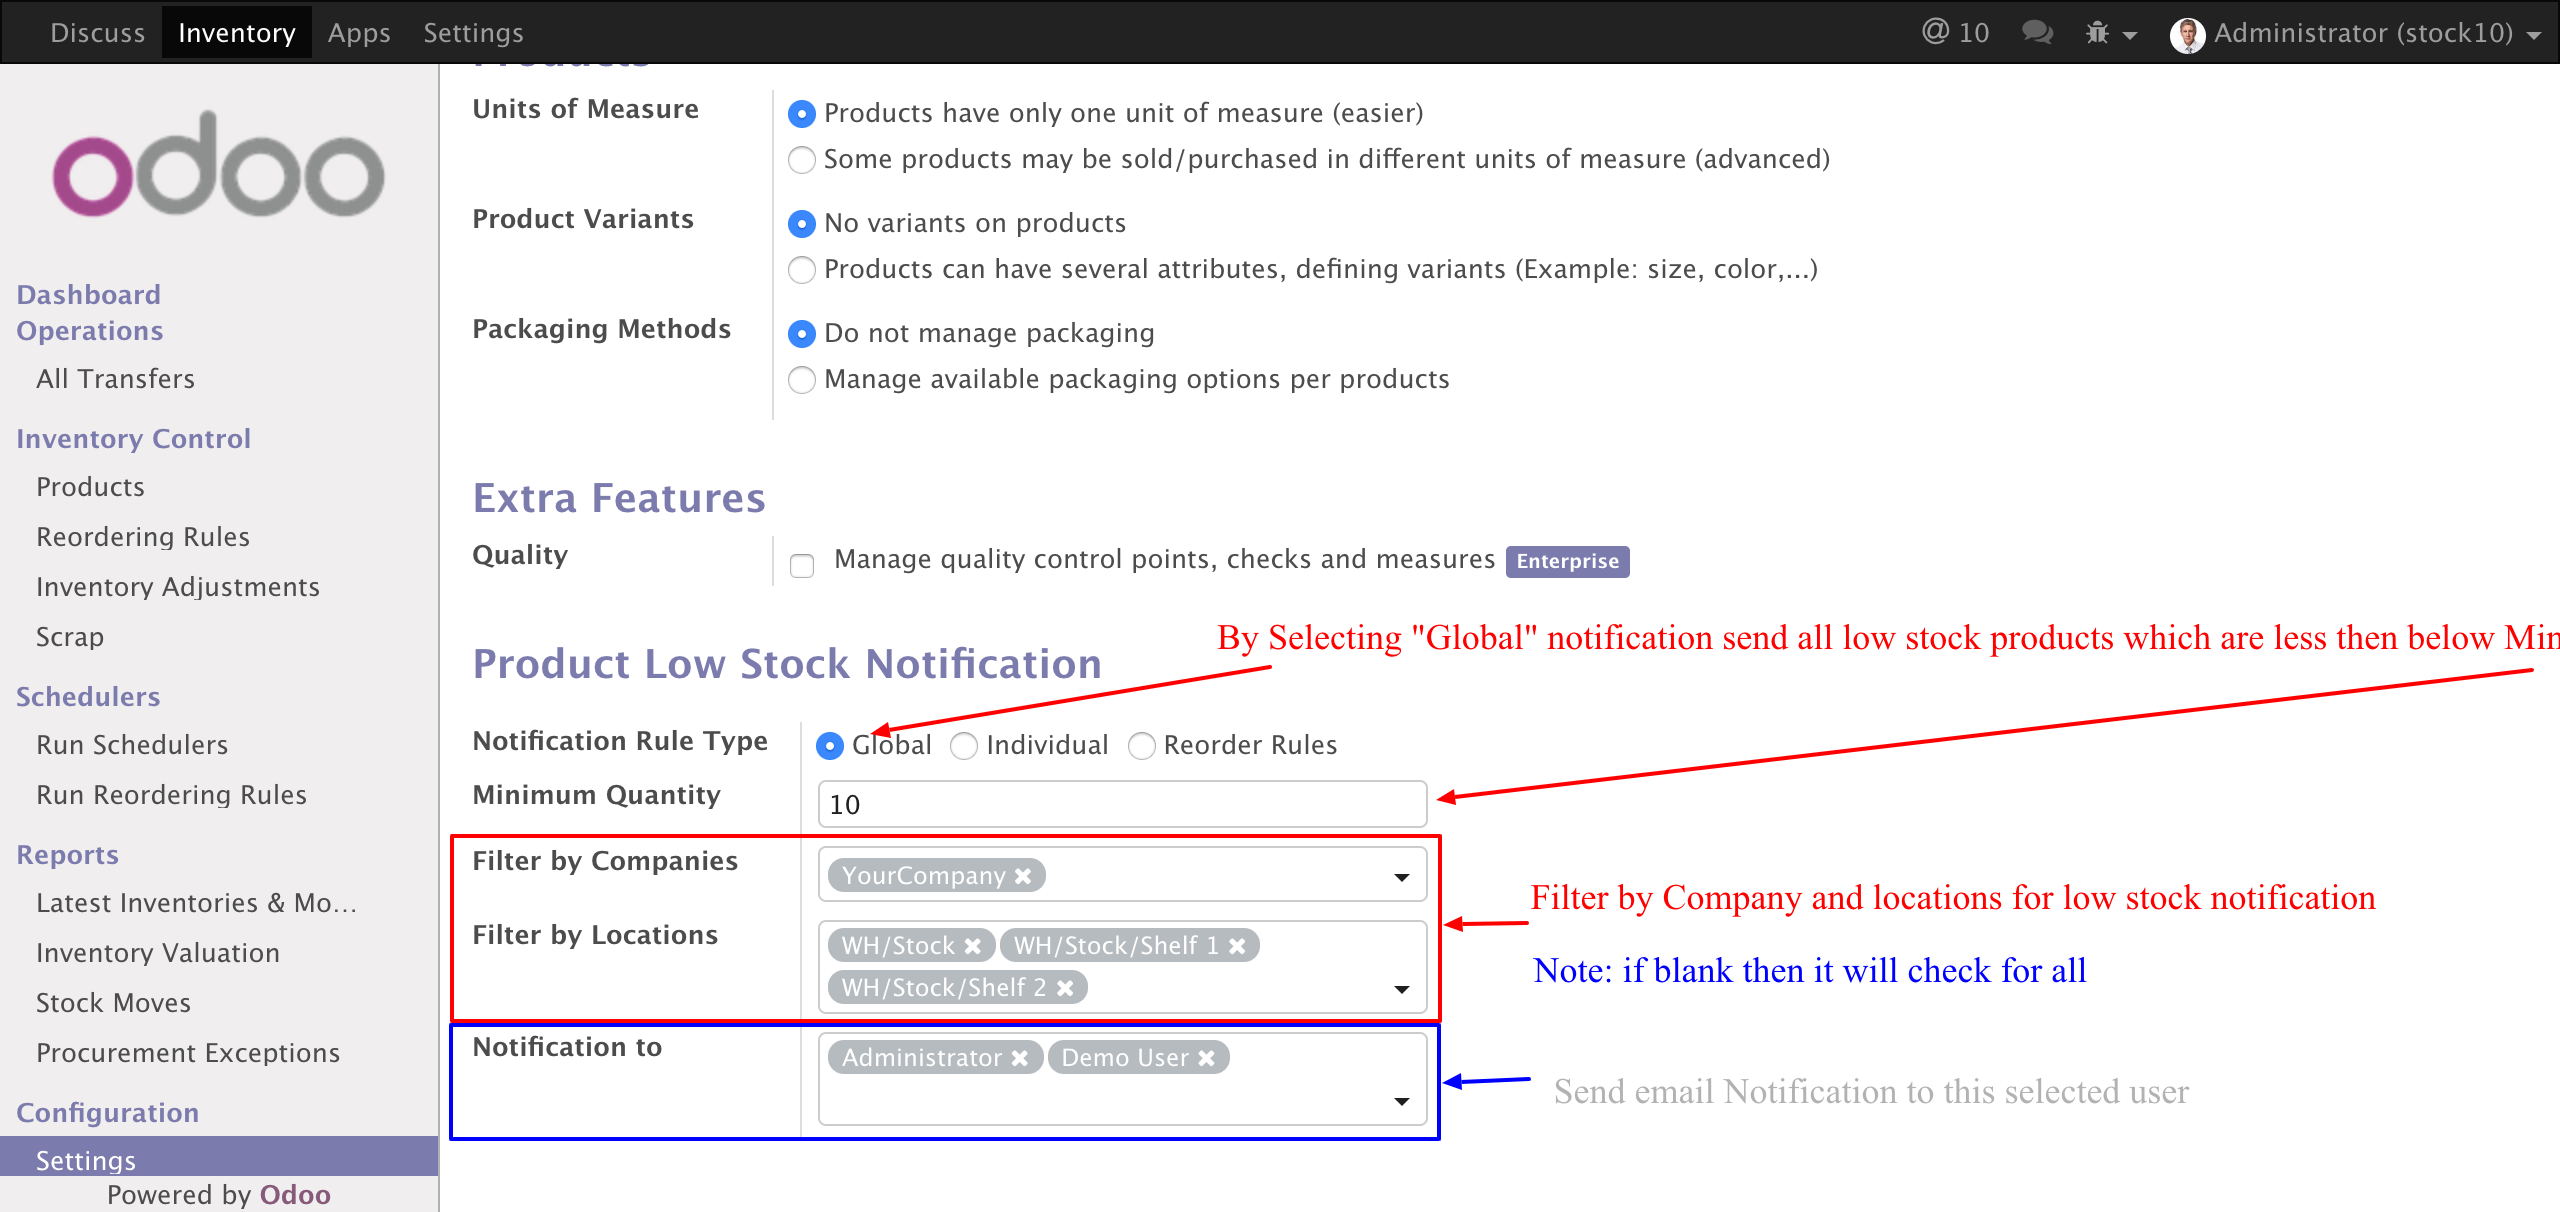 Discuss Inventory Apps Settings @ 10 Administrator (stock10)
odoo
Dashboard
Operations
All Transfers
Inventory Control
Products
Reordering Rules
Inventory Adjustments
Scrap
Schedulers
Run Schedulers
Run Reordering Rules
Reports
Latest Inventories & Mo...
Inventory Valuation
Stock Moves
Procurement Exceptions
Configuration
Settings
Powered by Odoo
Products
Units of Measure
Products have only one unit of measure (easier)
Some products may be sold/purchased in different units of measure (advanced)
Product Variants
No variants on products
Products can have several attributes, defining variants (Example: size, color,...)
Packaging Methods
Do not manage packaging
Manage available packaging options per products
Extra Features
Quality
Manage quality control points, checks and measures Enterprise
By Selecting "Global" notification send all low stock products which are less then below Min
Product Low Stock Notification
Notification Rule Type Global Individual Reorder Rules
Minimum Quantity 10
Filter by Companies YourCompany
Filter by Company and locations for low stock notification
Filter by Locations WH/Stock WH/Stock/Shelf 1
WH/Stock/Shelf 2
Note: if blank then it will check for all
Notification to Administrator Demo User
Send email Notification to this selected user